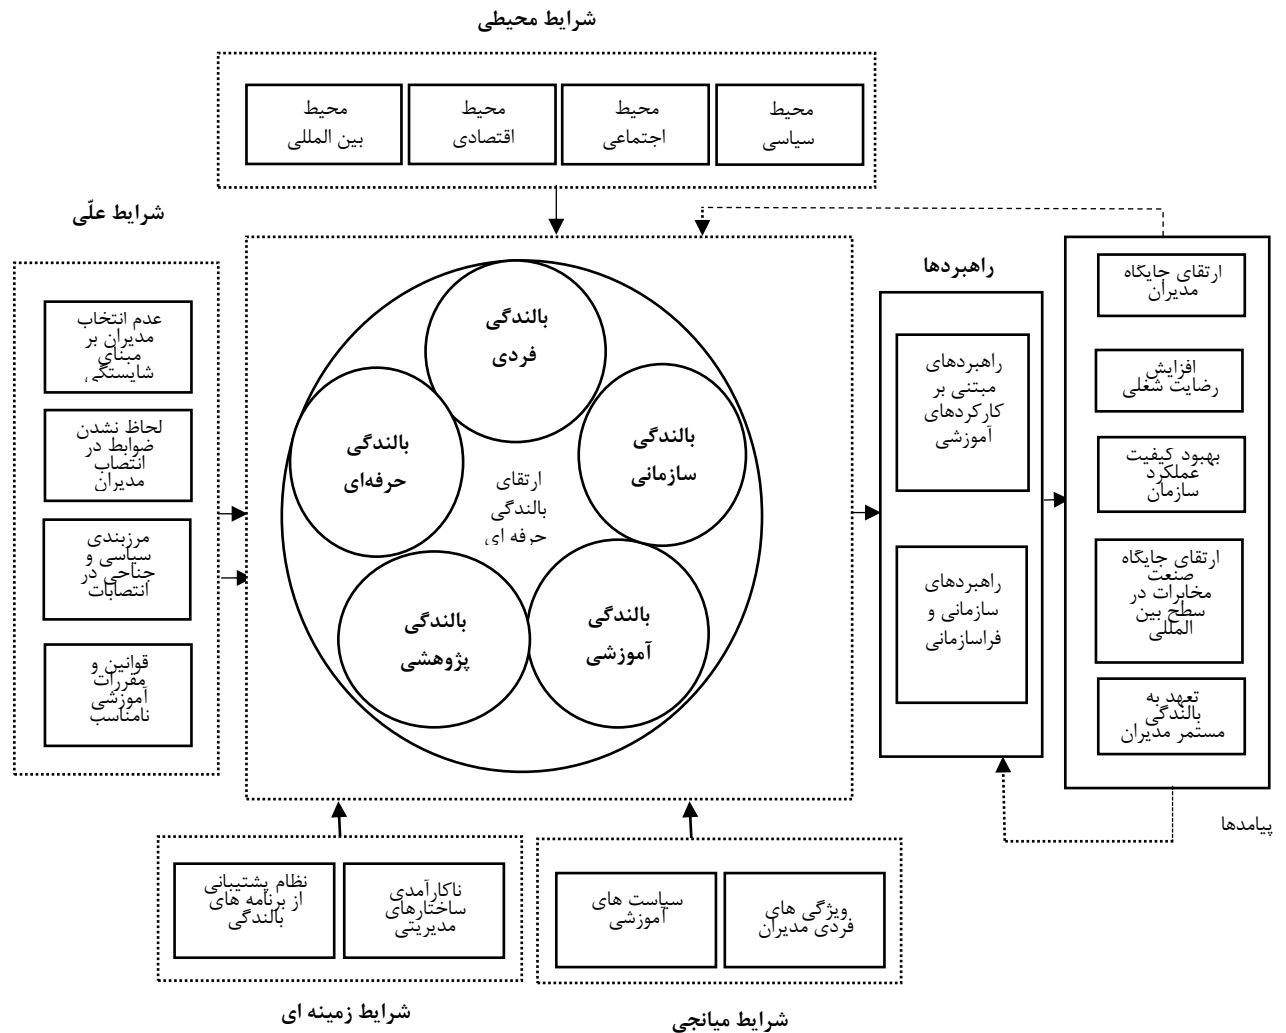 شرایط محیطی
محیط
سیاسی
محیط
اجتماعی
محیط
اقتصادی
محیط
بین المللی
شرایط علّی
عدم انتخاب
مدیران بر
مبنای
شایستگی
لحاظ نشدن
ضوابط در
انتصاب
مدیران
مرزبندی
سیاسی و
جناحی در
انتصابات
قوانین و
مقررات
آموزشی
نامناسب
بالندگی
فردی
بالندگی
سازمانی
بالندگی
حرفه‌ای
ارتقای
بالندگی
حرفه ای
بالندگی
آموزشی
بالندگی
پژوهشی
راهبردها
راهبردهای
مبتنی بر
کارکردهای
آموزشی
راهبردهای
سازمانی و
فراسازمانی
ارتقای جایگاه
مدیران
افزایش
رضایت شغلی
بهبود کیفیت
عملکرد
سازمان
ارتقای جایگاه
صنعت
مخابرات در
سطح بین
المللی
تعهد به
بالندگی
مستمر مدیران
پیامدها
ویژگی های
فردی مدیران
سیاست های
آموزشی
شرایط میانجی
ناکارآمدی
ساختارهای
مدیریتی
نظام پشتیبانی
از برنامه های
بالندگی
شرایط زمینه ای